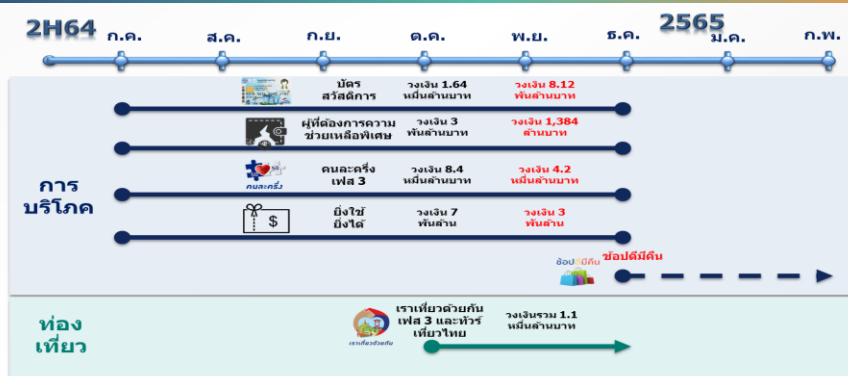 2H64 ก.ค. ส.ค. ก.ย. ต.ค. พ.ย. ธ.ค. 2565 ม.ค. ก.พ.
การ
บริโภค
บัตร
สวัสดิการ
วงเงิน 1.64
หมื่นล้านบาท
วงเงิน 8.12
พันล้านบาท
ผู้ที่ต้องการความ
ช่วยเหลือพิเศษ
วงเงิน 3
พันล้านบาท
วงเงิน 1,384
ล้านบาท
คนละครึ่ง
คนละครึ่ง
เฟส 3
วงเงิน 8.4
หมื่นล้านบาท
วงเงิน 4.2
หมื่นล้านบาท
$
ยิ่งใช้
ยิ่งได้
วงเงิน 7
พันล้าน
วงเงิน 3
พันล้าน
ช้อปดีมีคืน
ช้อปดีมีคืน
ท่อง
เที่ยว
เราเที่ยวด้วยกัน
เราเที่ยวด้วยกัน
เฟส 3 และทัวร์
เที่ยวไทย
วงเงินรวม 1.1
หมื่นล้านบาท